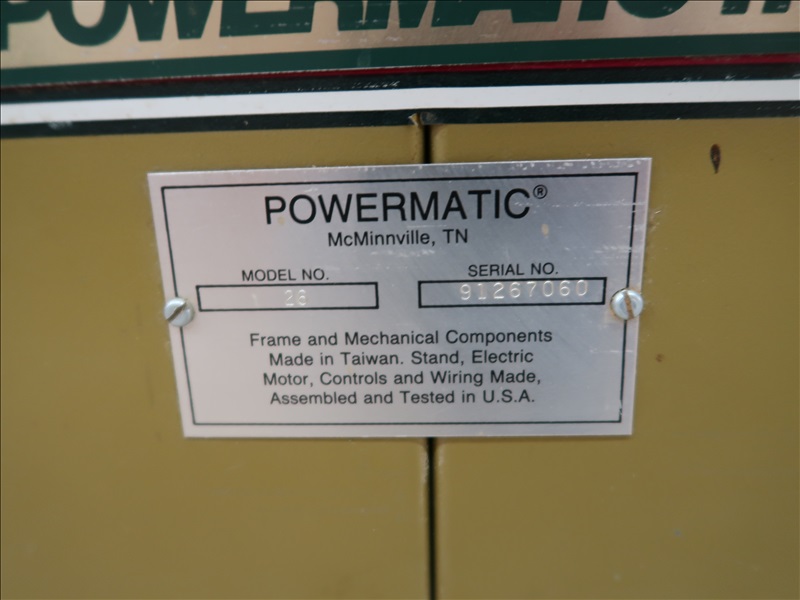 POWERMATIC
POWERMATIC®
McMinnville, TN
MODEL NO.
SERIAL NO.
26
91267060
Frame and Mechanical Components
Made in Taiwan. Stand, Electric
Motor, Controls and Wiring Made,
Assembled and Tested in U.S.A.